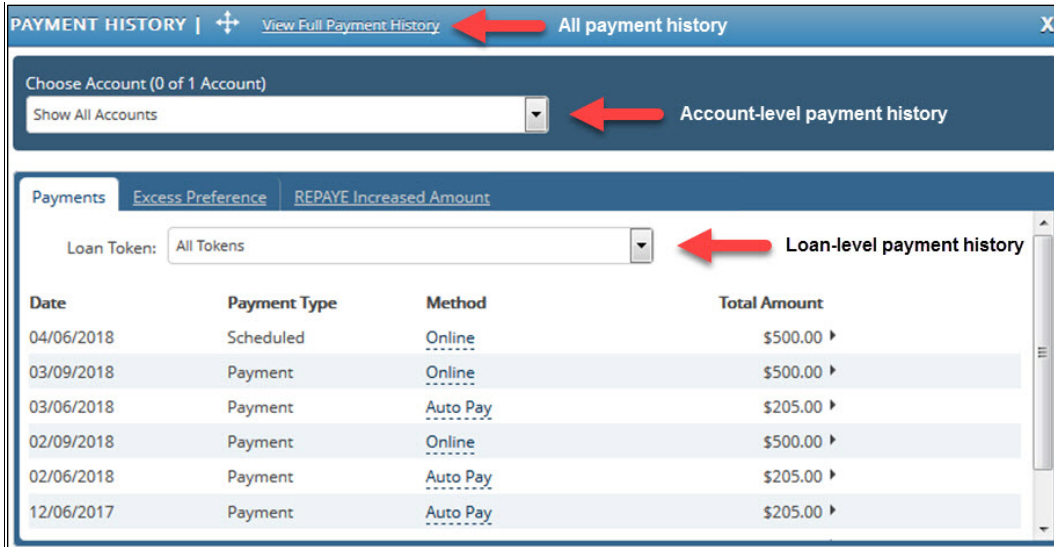 PAYMENT HISTORY | View Full Payment History All payment history X
Choose Account (0 of 1 Account)
Show All Accounts Account-level payment history
Payments Excess Preference REPAYE Increased Amount
Loan Token: All Tokens Loan-level payment history
Date Payment Type Method Total Amount
04/06/2018 Scheduled Online $500.00
03/09/2018 Payment Online $500.00
03/06/2018 Payment Auto Pay $205.00
02/09/2018 Payment Online $500.00
02/06/2018 Payment Auto Pay $205.00
12/06/2017 Payment Auto Pay $205.00